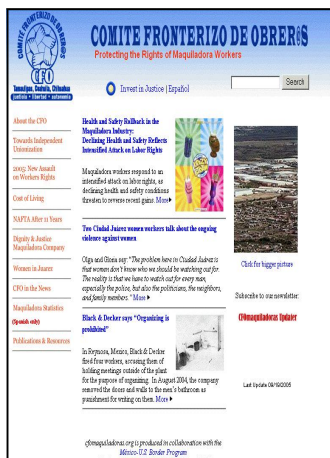 COMITE FRONTERIZO DE OBRER@S
CFO
Tamaulipas, Coahuila, Chihuahua
justicia • libertad • autonomía
COMITE FRONTERIZO DE OBRER@S
Protecting the Rights of Maquiladora Workers
Invest in Justice | Español
Search
About the CFO
Towards Independent
Unionization
2005: New Assault
on Workers Rights
Cost of Living
NAFTA After 11 Years
Dignity & Justice
Maquiladora Company
Women in Juarez
CFO in the News
Maquiladora Statistics
(Spanish only)
Publications & Resources
Health and Safety Rollback in the
Maquiladora Industry:
Declining Health and Safety Reflects
Intensified Attack on Labor Rights
Maquiladora workers respond to an
intensified attack on labor rights, as
declining health and safety conditions
threaten to reverse recent gains. More
Two Ciudad Juarez women workers talk about the ongoing
violence against women
Olga and Gloria say: "The problem here in Ciudad Juarez is
that women don't know who we should be watching out for.
The reality is that we have to watch out for every man,
especially the police, but also the politicians, the neighbors,
and family members." More
Black & Decker says "Organizing is
prohibited"
In Reynosa, Mexico, Black & Decker
fired four workers, accusing them of
holding meetings outside of the plant
for the purpose of organizing. In August 2004, the company
removed the doors and walls to the men's bathroom as
punishment for writing on them. More
Click for bigger picture
Subscribe to our newsletter:
CFOmaquiladoras Updater
Last Update 09/19/2005
cfomaquiladoras.org is produced in collaboration with the
México-U.S. Border Program